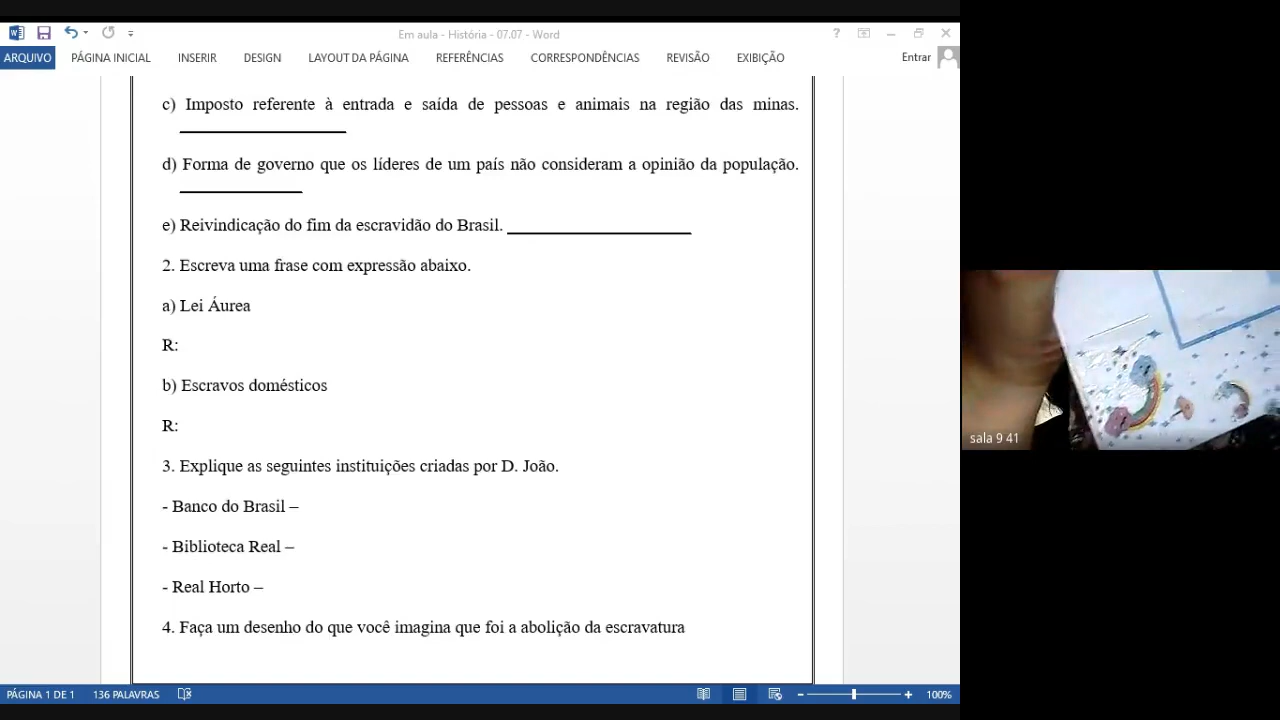 Em aula - História - 07.07 - Word
?
ARQUIVO PÁGINA INICIAL INSERIR DESIGN LAYOUT DA PÁGINA REFERÊNCIAS CORRESPONDÊNCIAS REVISÃO EXIBIÇÃO Entrar
c) Imposto referente à entrada e saída de pessoas e animais na região das minas.
d) Forma de governo que os líderes de um país não consideram a opinião da população.
e) Reivindicação do fim da escravidão do Brasil.
2. Escreva uma frase com expressão abaixo.
a) Lei Áurea
R:
b) Escravos domésticos
R:
3. Explique as seguintes instituições criadas por D. João.
- Banco do Brasil –
- Biblioteca Real –
- Real Horto –
4. Faça um desenho do que você imagina que foi a abolição da escravatura
PÁGINA 1 DE 1 136 PALAVRAS 100%
sala 9 41